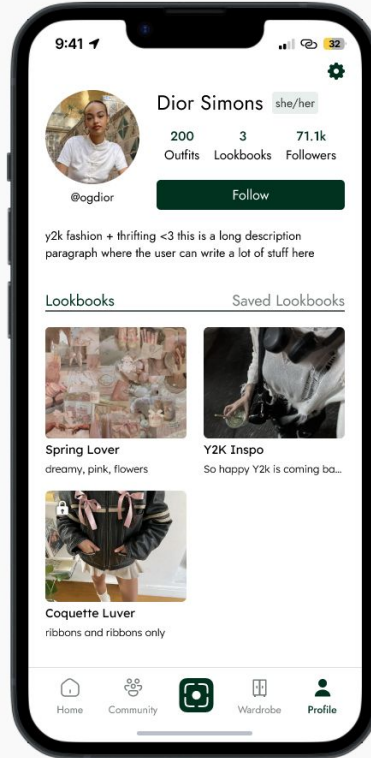 9:41
32
Dior Simons she/her
200 3 71.1k
Outfits Lookbooks Followers
@ogdior
Follow
y2k fashion + thrifting <3 this is a long description
paragraph where the user can write a lot of stuff here
Lookbooks Saved Lookbooks
Spring Lover Y2K Inspo
dreamy, pink, flowers So happy Y2k is coming ba...
Coquette Luver
ribbons and ribbons only
Home Community Wardrobe Profile